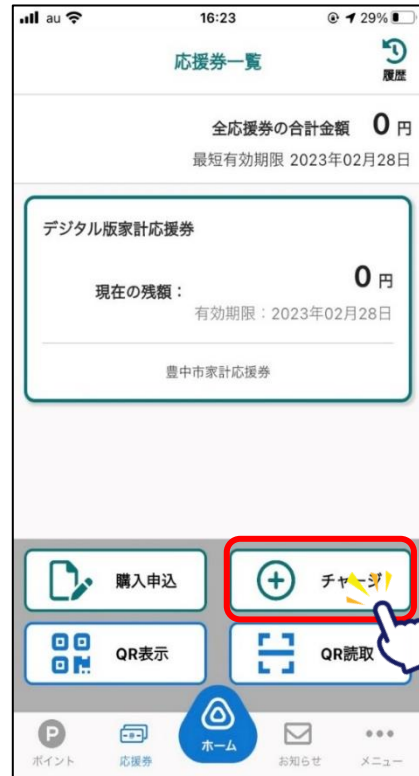 au 16:23 29%
応援券一覧
履歴
全応援券の合計金額 0 円
最短有効期限 2023年02月28日
デジタル版家計応援券
現在の残額： 0 円
有効期限：2023年02月28日
豊中市家計応援券
購入申込 チャージ
QR表示 QR読取
P
ポイント 応援券 ホーム お知らせ メニュー